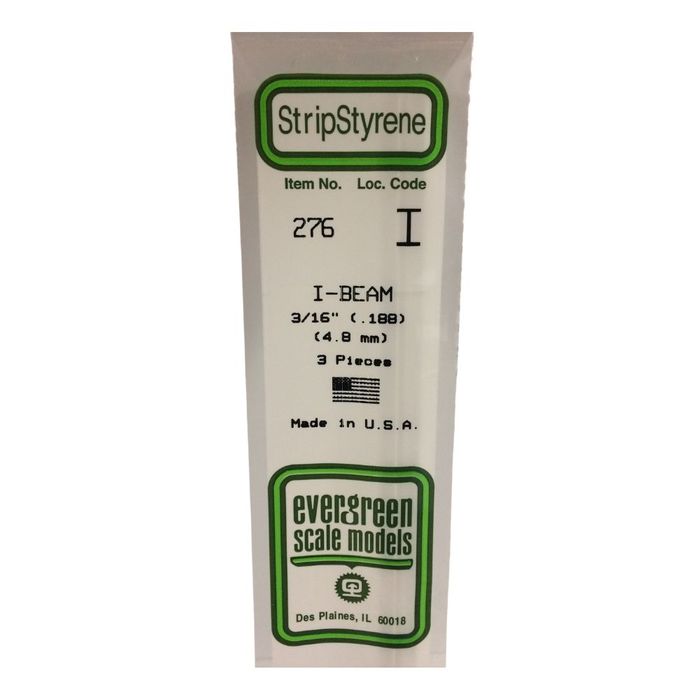 StripStyrene
Item No. Loc. Code
276 I
I-BEAM
3/16" (.188)
(4.8 mm)
3 Pieces
Made in U.S.A.
evergreen
scale models
Des Plaines, IL 60018